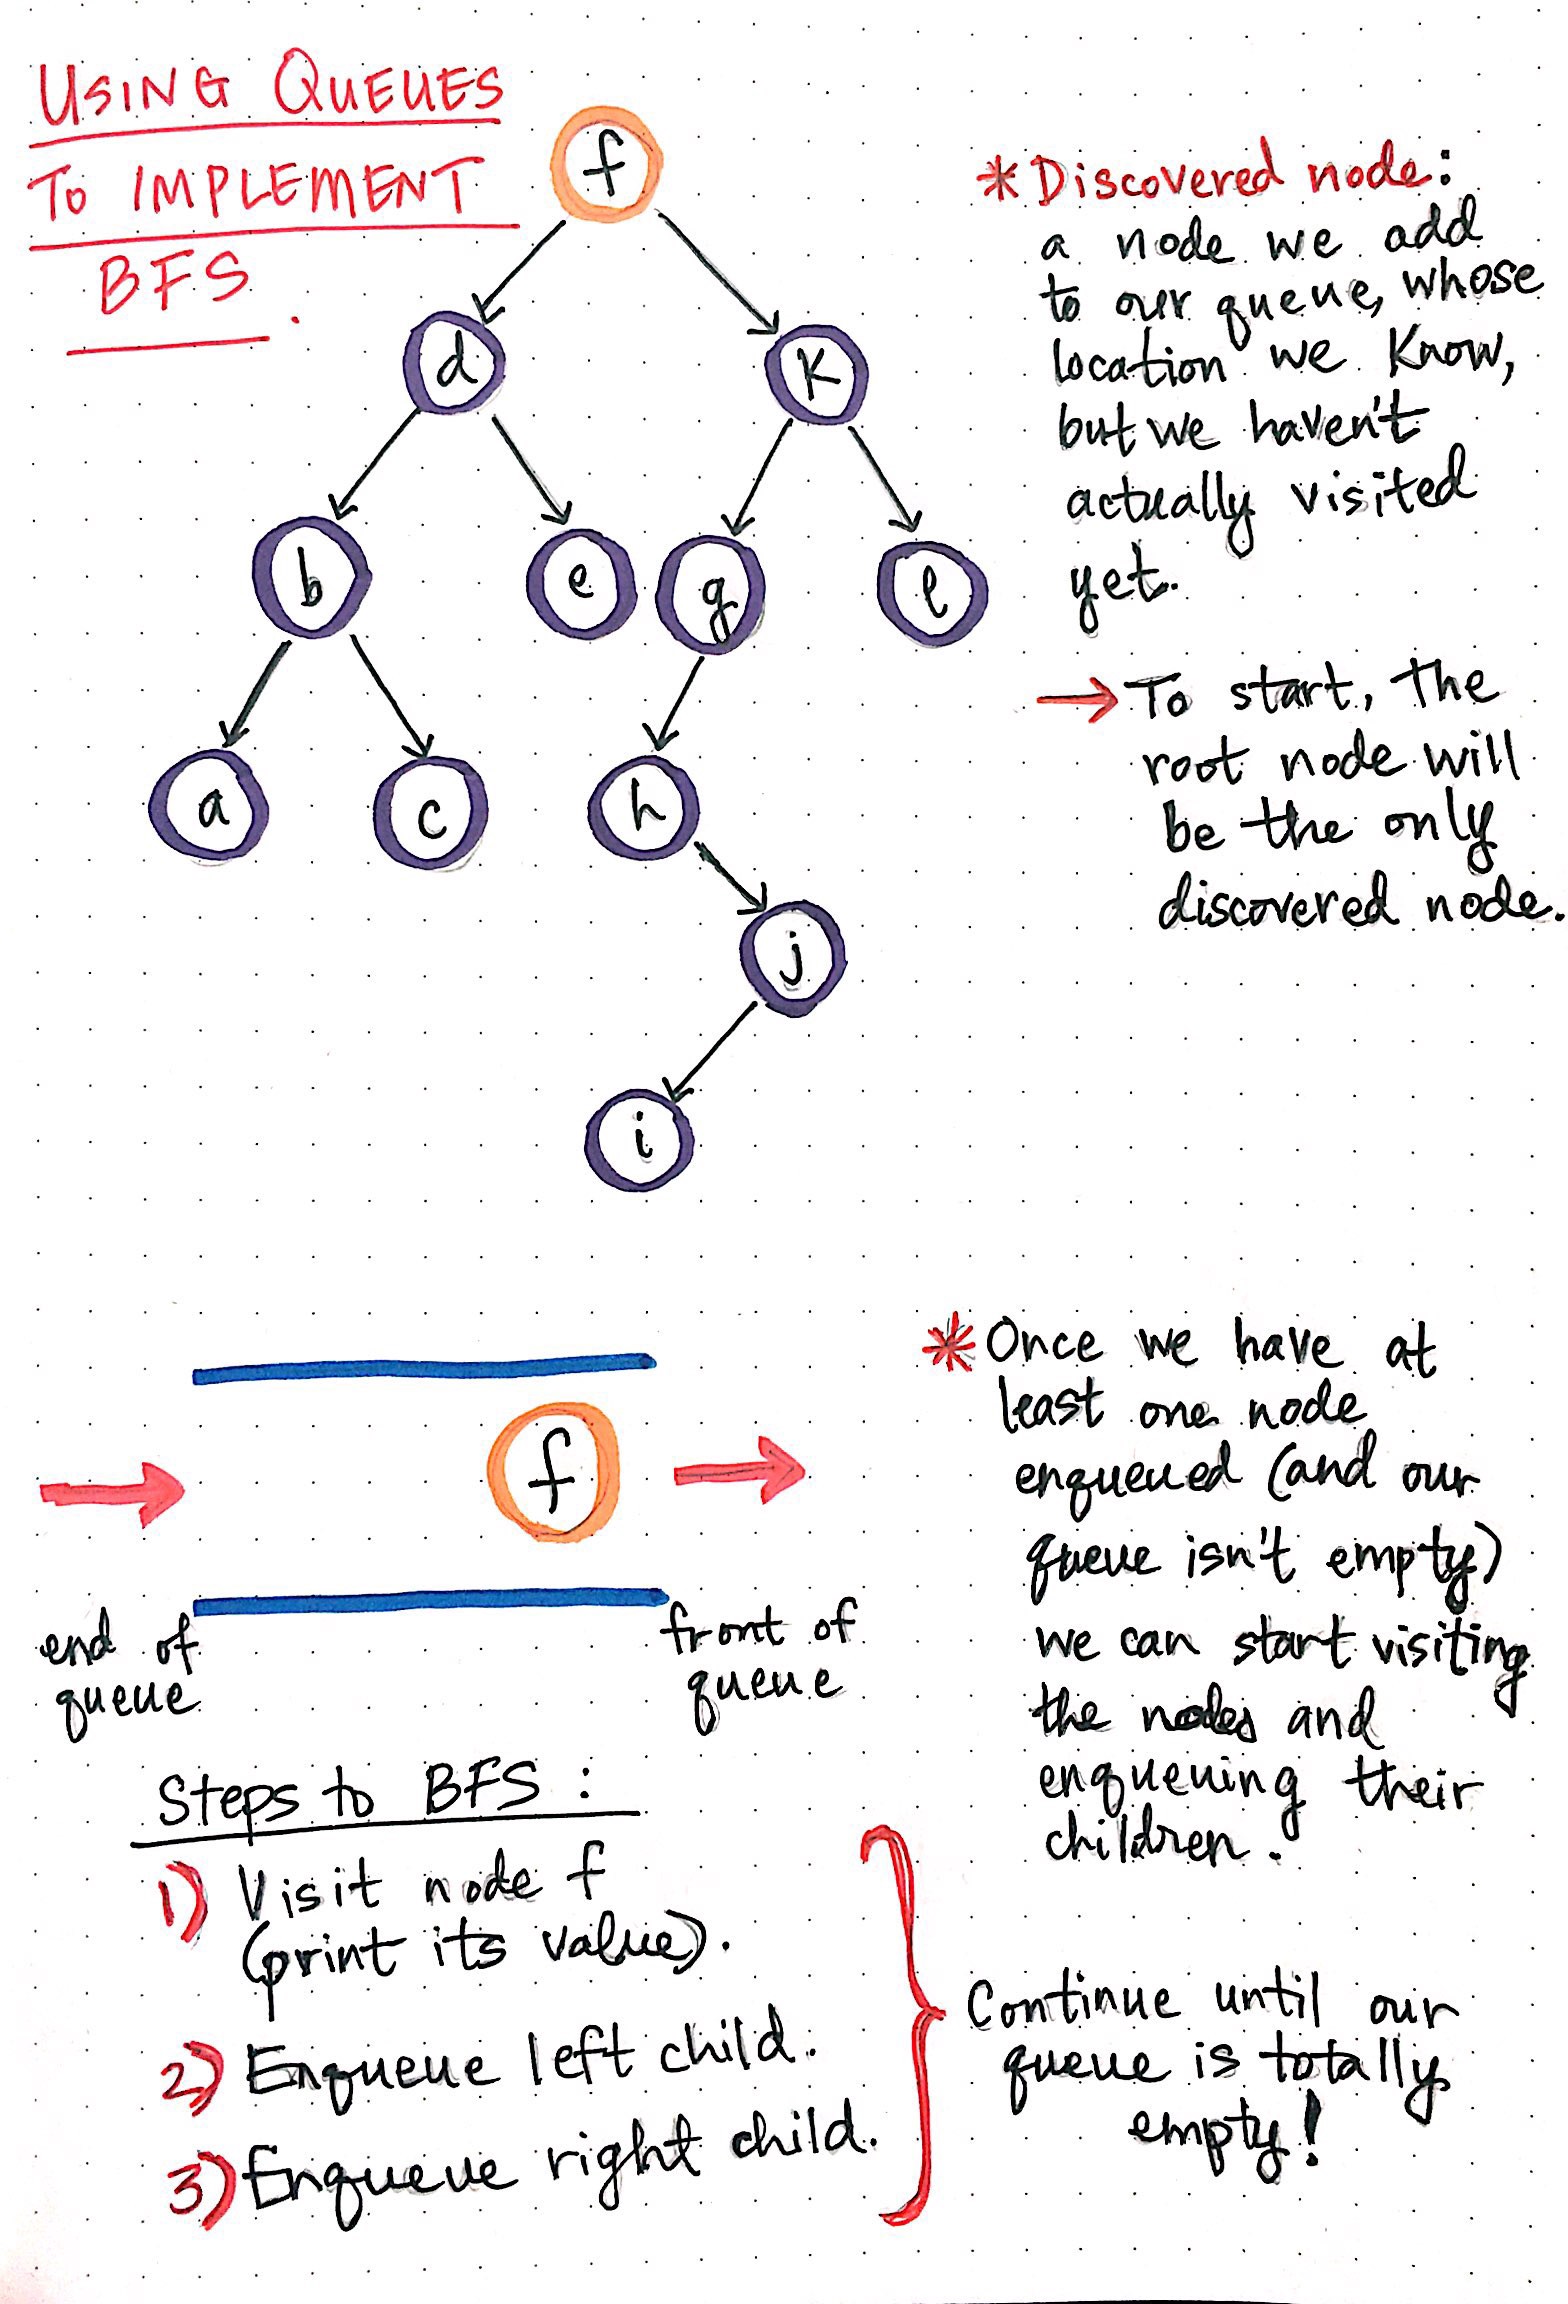 USING QUEUES
TO IMPLEMENT
BFS.
f
d
k
b
e
g
l
a
c
h
j
i
* Discovered node:
a node we add
to our queue, whose
location we know,
but we haven't
actually visited
yet.
→ To start, the
root node will
be the only
discovered node.
f
end of
queue
front of
queue
* Once we have at
least one node
enqueued (and our
queue isn't empty)
we can start visiting
the nodes and
enqueuing their
children.
Steps to BFS:
1) Visit node f
(print its value).
2) Enqueue left child.
3) Enqueue right child.
Continue until our
queue is totally
empty!